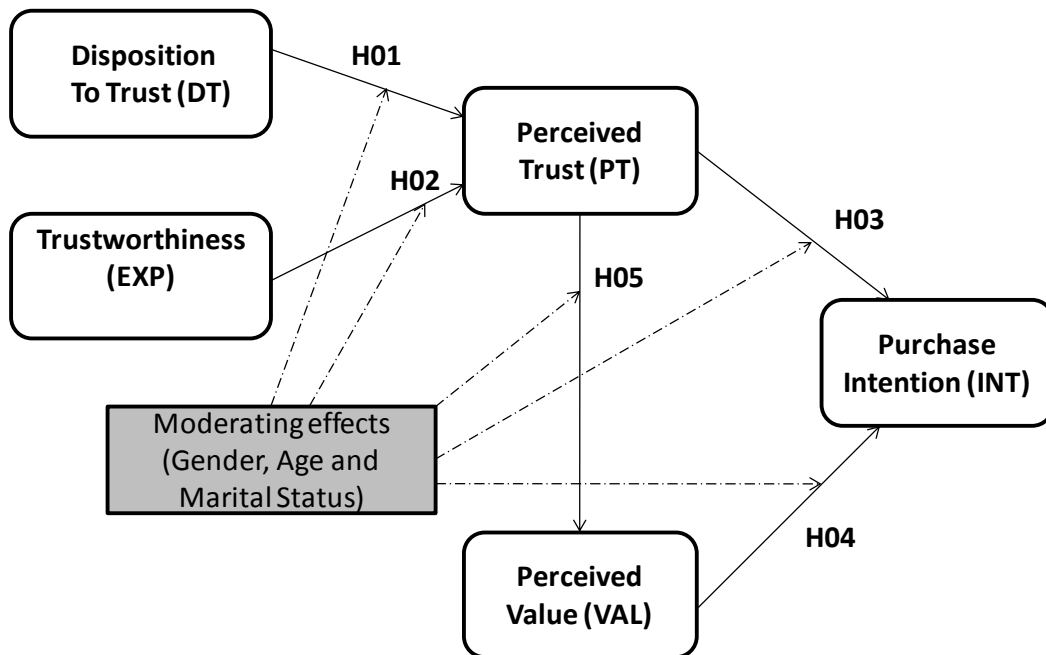 Disposition
To Trust (DT)
H01
Perceived
Trust (PT)
H02
Trustworthiness
(EXP)
H03
H05
Purchase
Intention (INT)
Moderating effects
(Gender, Age and
Marital Status)
H04
Perceived
Value (VAL)